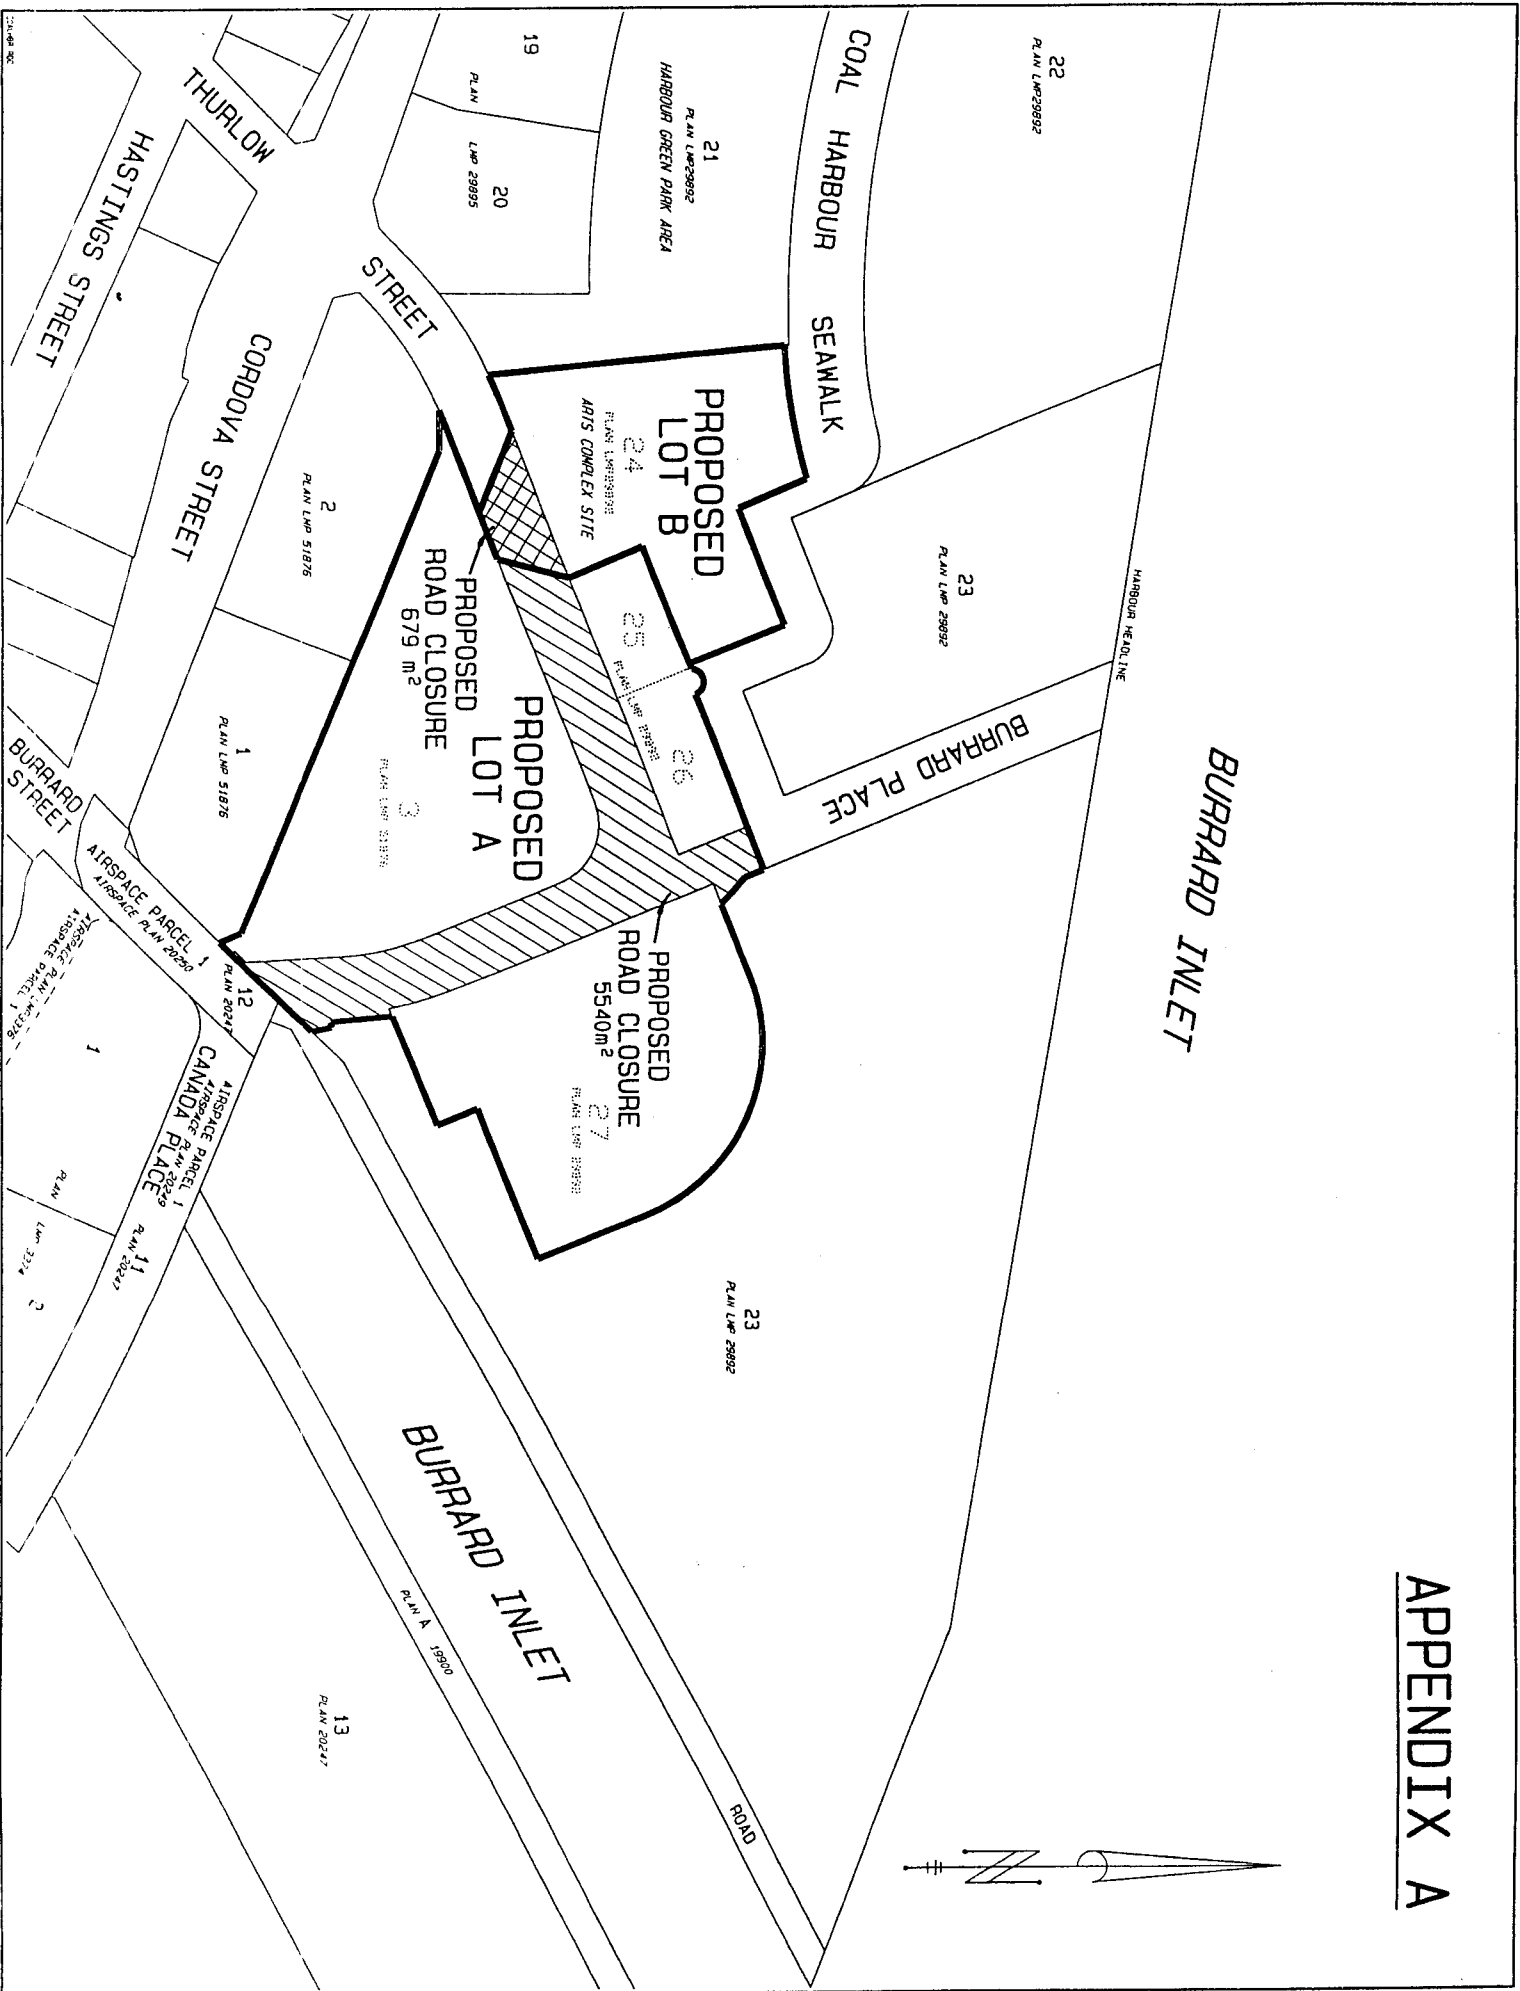 APPENDIX A
BURRARD INLET
22
PLAN LMP29892
HARBOUR HEADLINE
23
PLAN LMP 29892
COAL HARBOUR SEAWALK
BURRARD PLACE
21
PLAN LMP29892
HARBOUR GREEN PARK AREA
19
PLAN
20
LMP 29895
PROPOSED
LOT B
24
ARTS COMPLEX SITE
25
26
PROPOSED
ROAD CLOSURE
679 m²
PROPOSED
LOT A
3
PROPOSED
ROAD CLOSURE
5540m²
27
23
PLAN LMP 29892
THURLOW
STREET
HASTINGS STREET
CORDOVA STREET
2
PLAN LMP 51876
1
PLAN LMP 51876
BURRARD
STREET
AIRSPACE PARCEL 1
AIRSPACE PLAN 20250
12
PLAN 20247
AIRSPACE PARCEL 1
AIRSPACE PLAN 20249
CANADA PLACE
11
PLAN 20247
AIRSPACE PARCEL 1
1
PLAN
2
BURRARD INLET
PLAN A 19900
13
PLAN 20247
ROAD
N